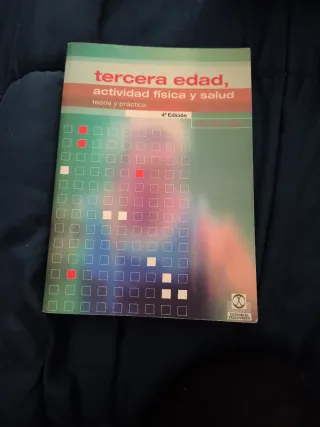 tercera edad,
actividad física y salud
teoría y práctica
4ª Edición